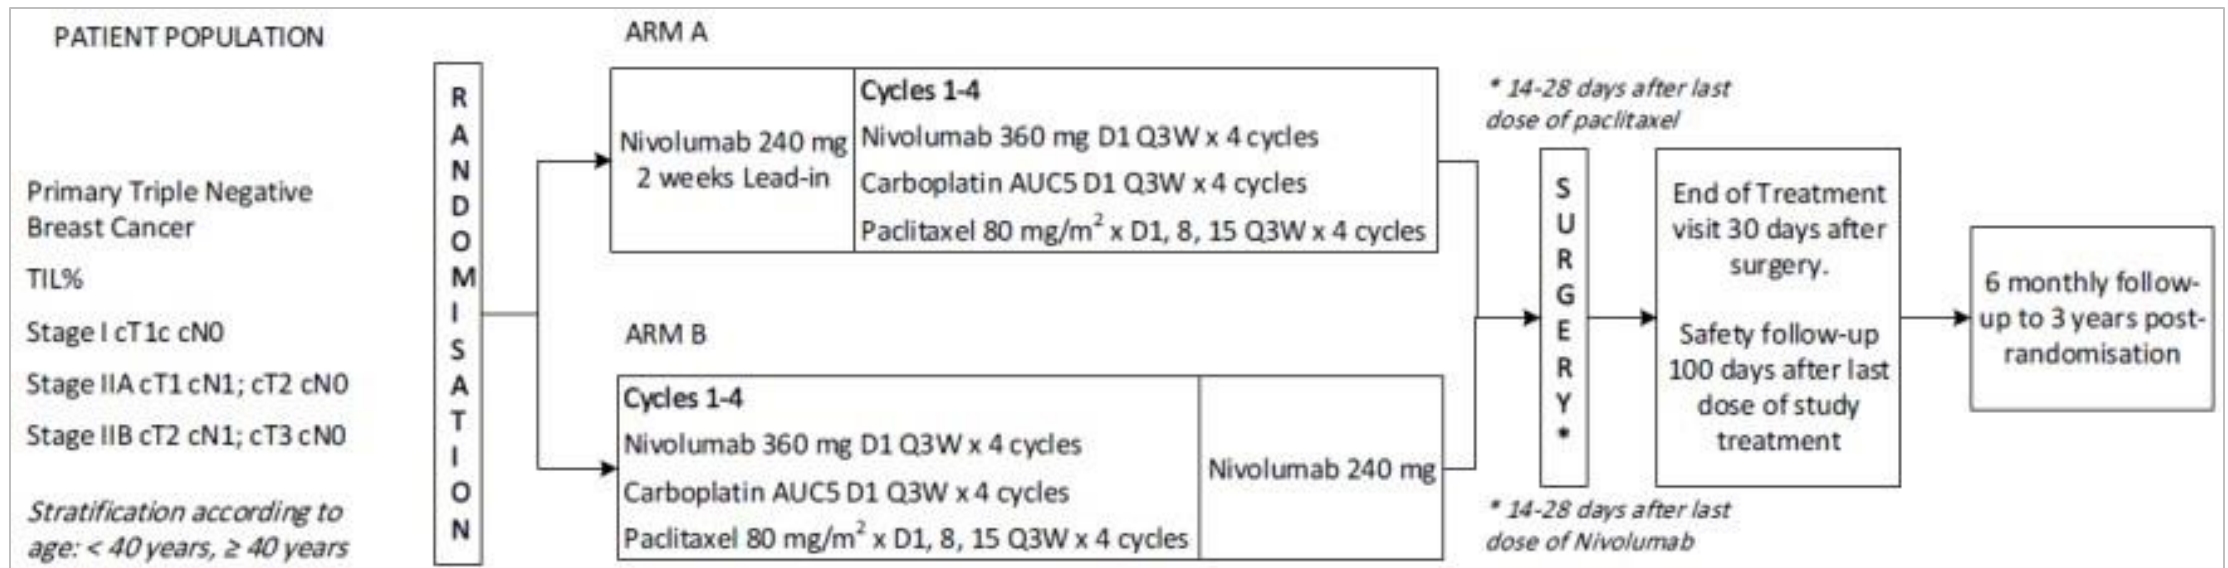 PATIENT POPULATION
Primary Triple Negative
Breast Cancer
TIL%
Stage I cT1c cN0
Stage IIA cT1 cN1; cT2 cN0
Stage IIB cT2 cN1; cT3 cN0
Stratification according to
age: < 40 years, ≥ 40 years
RANDOMISATION
ARM A
Nivolumab 240 mg
2 weeks Lead-in
Cycles 1-4
Nivolumab 360 mg D1 Q3W x 4 cycles
Carboplatin AUC5 D1 Q3W x 4 cycles
Paclitaxel 80 mg/m² x D1, 8, 15 Q3W x 4 cycles
ARM B
Cycles 1-4
Nivolumab 360 mg D1 Q3W x 4 cycles
Carboplatin AUC5 D1 Q3W x 4 cycles
Paclitaxel 80 mg/m² x D1, 8, 15 Q3W x 4 cycles
Nivolumab 240 mg
* 14-28 days after last
dose of paclitaxel
SURGERY*
* 14-28 days after last
dose of Nivolumab
End of Treatment
visit 30 days after
surgery.
Safety follow-up
100 days after last
dose of study
treatment
6 monthly follow-
up to 3 years post-
randomisation